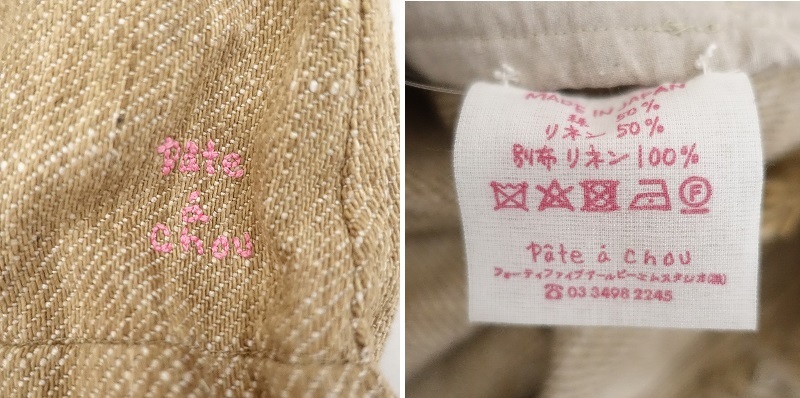 Pâte
à
chou
MADE IN JAPAN
綿 50%
リネン 50%
別布 リネン 100%
F
Pâte à chou
フォーティファイブアールピーエムスタジオ(株)
☎ 03 3498 2245